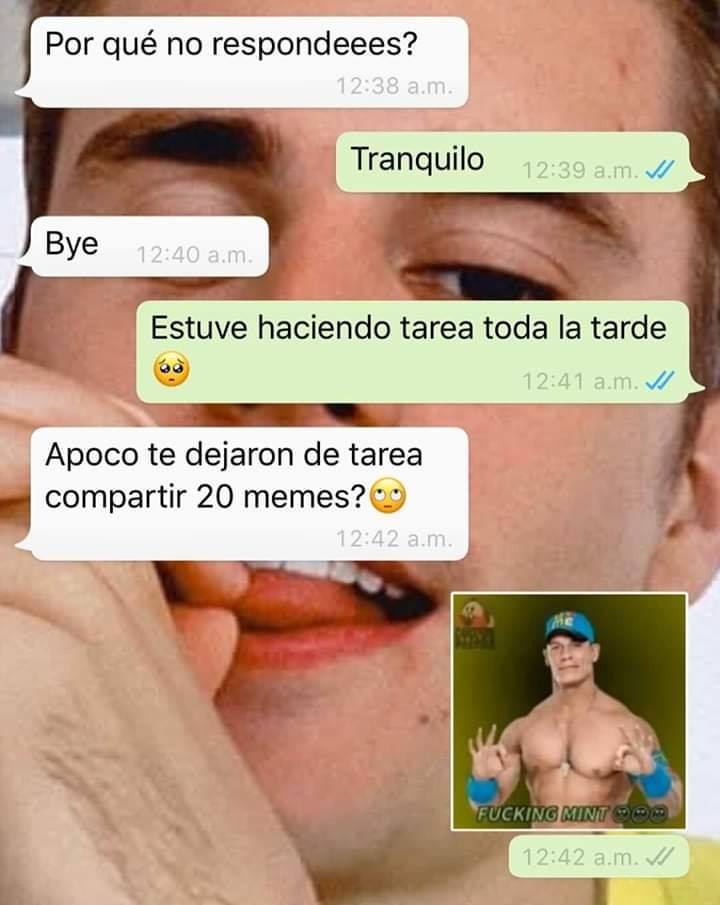 Por qué no respondeees?
12:38 a.m.
Tranquilo 12:39 a.m.
Bye 12:40 a.m.
Estuve haciendo tarea toda la tarde
🥺
12:41 a.m.
Apoco te dejaron de tarea
compartir 20 memes?🙄
12:42 a.m.
ME
FUCKING MINT 😎😎😎
12:42 a.m.